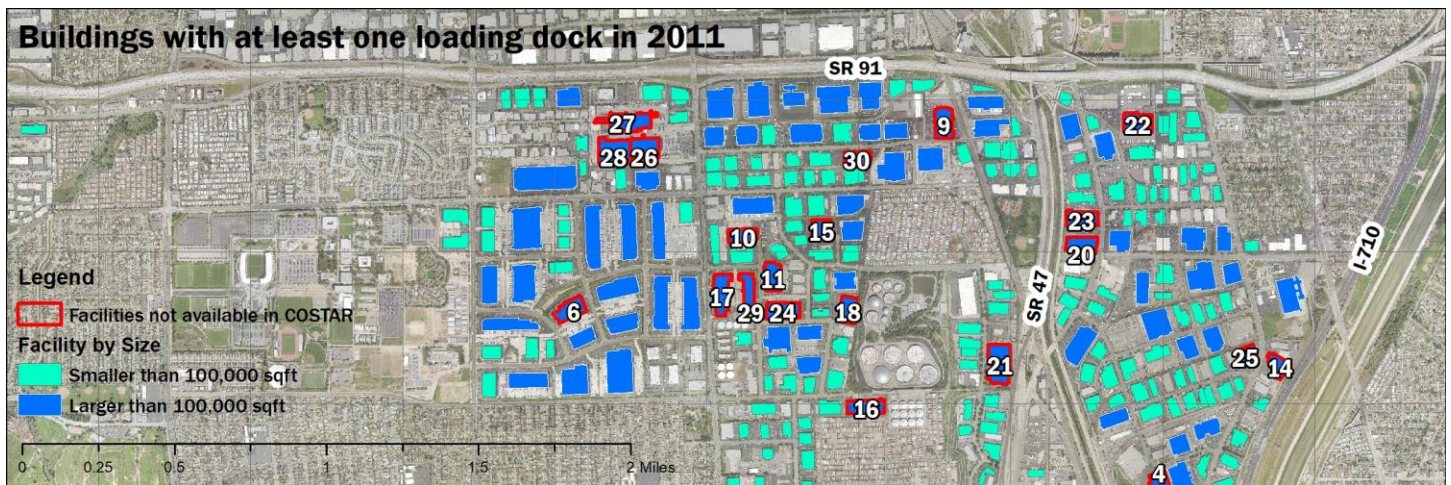 Buildings with at least one loading dock in 2011
SR 91
27
28
26
9
22
30
23
20
10
15
11
17
29
24
18
6
SR 47
I-710
21
25
14
16
4
Legend
Facilities not available in COSTAR
Facility by Size
Smaller than 100,000 sqft
Larger than 100,000 sqft
0 0.25 0.5 1 1.5 2 Miles